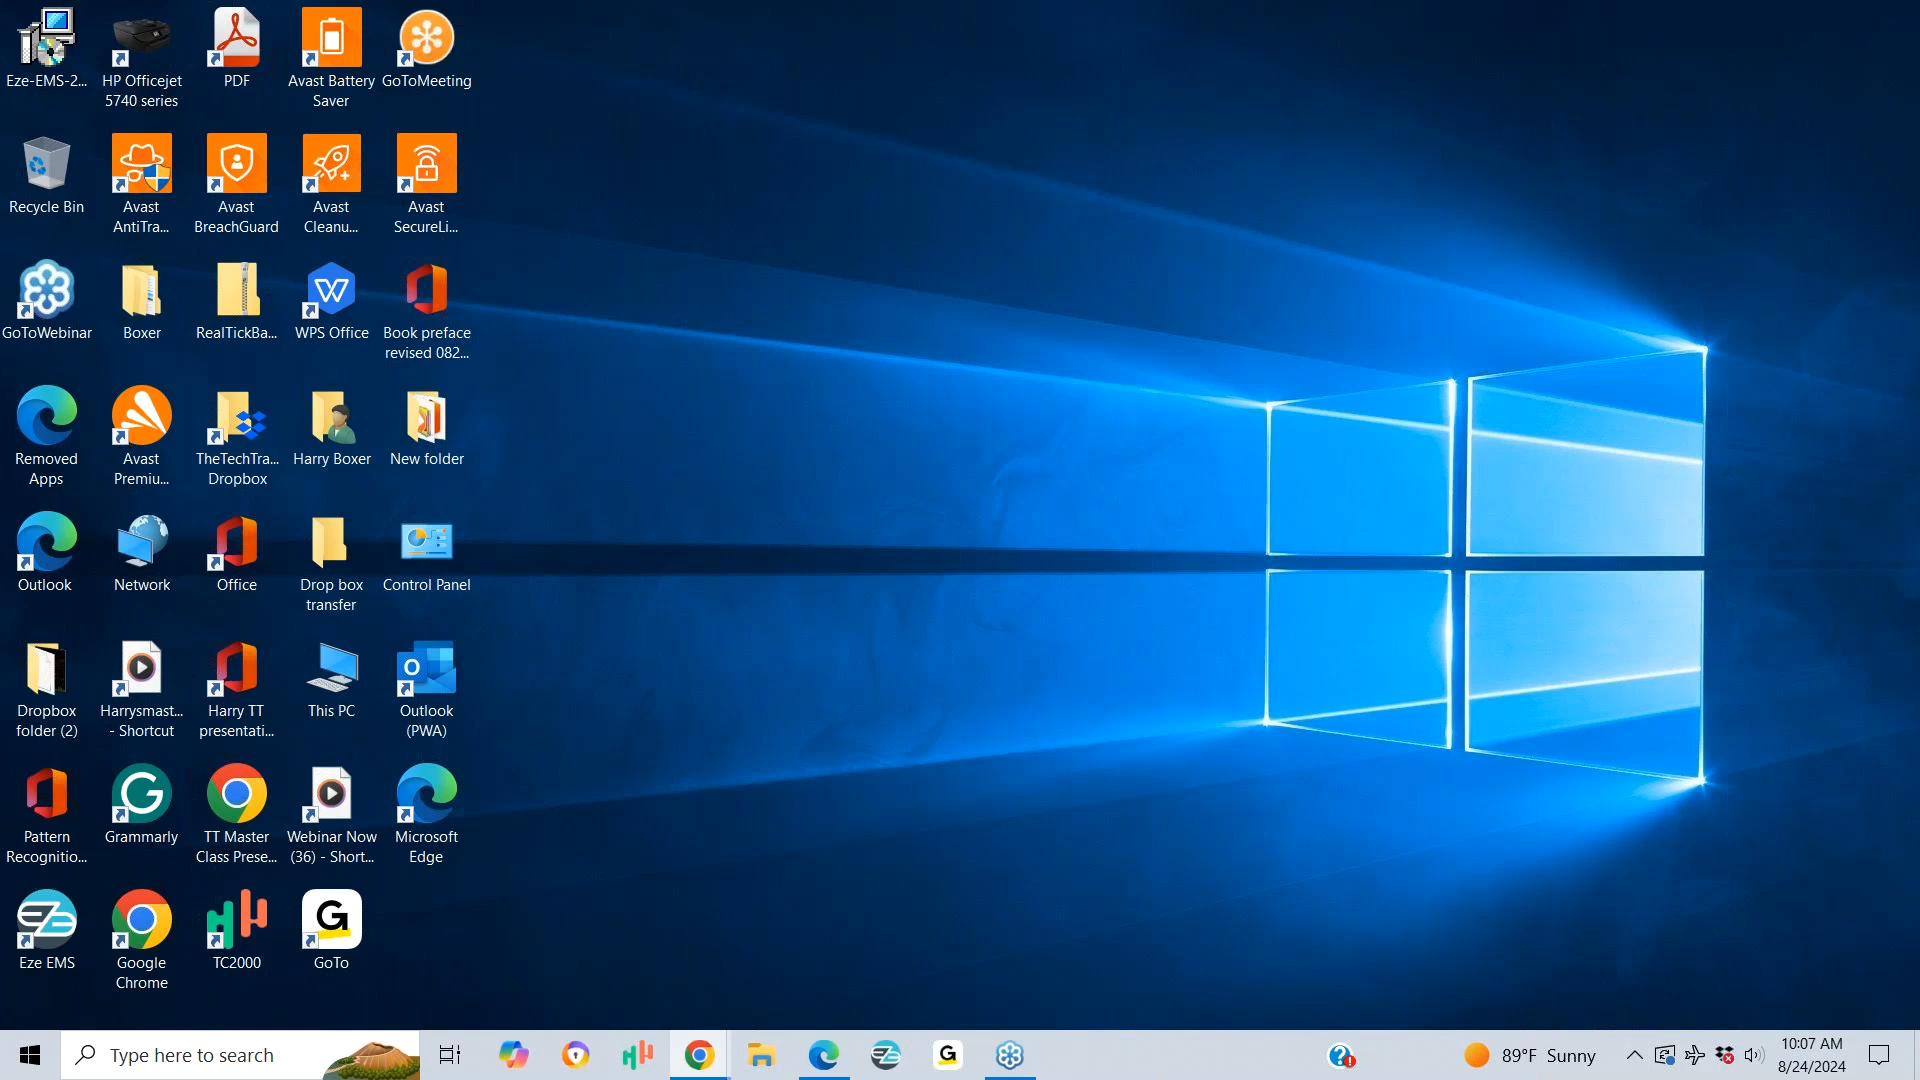 Eze-EMS-2...
HP Officejet
5740 series
PDF
Avast Battery
Saver
GoToMeeting
Recycle Bin
Avast
AntiTra...
Avast
BreachGuard
Avast
Cleanu...
Avast
SecureLi...
GoToWebinar
Boxer
RealTickBa...
WPS Office
Book preface
revised 082...
Removed
Apps
Avast
Premiu...
TheTechTra...
Dropbox
Harry Boxer
New folder
Outlook
Network
Office
Drop box
transfer
Control Panel
Dropbox
folder (2)
Harrysmast...
- Shortcut
Harry TT
presentati...
This PC
Outlook
(PWA)
Pattern
Recognitio...
Grammarly
TT Master
Class Prese...
Webinar Now
(36) - Short...
Microsoft
Edge
Eze EMS
Google
Chrome
TC2000
GoTo
Type here to search
89°F Sunny
10:07 AM
8/24/2024